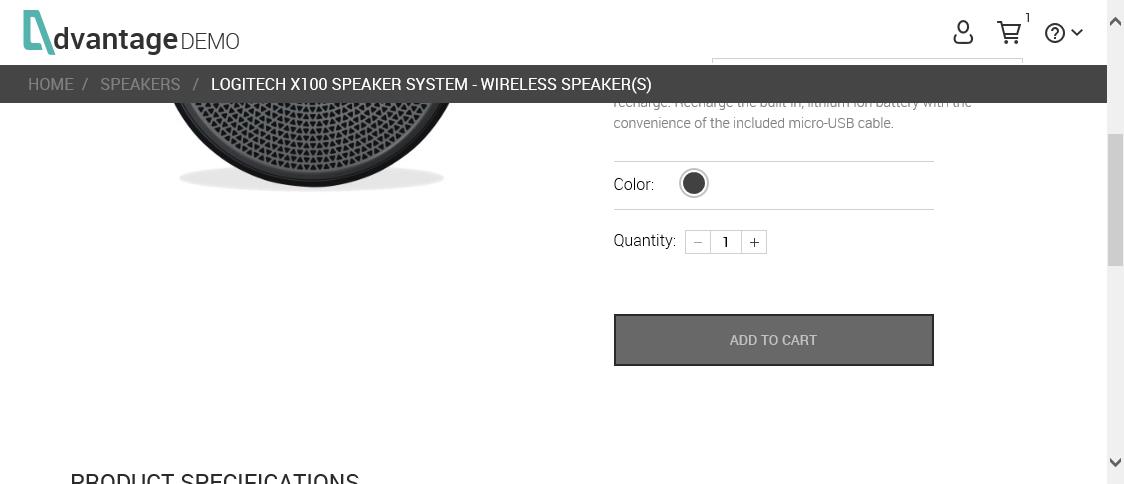 dvantage DEMO
1
HOME / SPEAKERS / LOGITECH X100 SPEAKER SYSTEM - WIRELESS SPEAKER(S)
recharge. Recharge the built-in, lithium-ion battery with the
convenience of the included micro-USB cable.
Color:
Quantity: − 1 +
ADD TO CART
PRODUCT SPECIFICATIONS